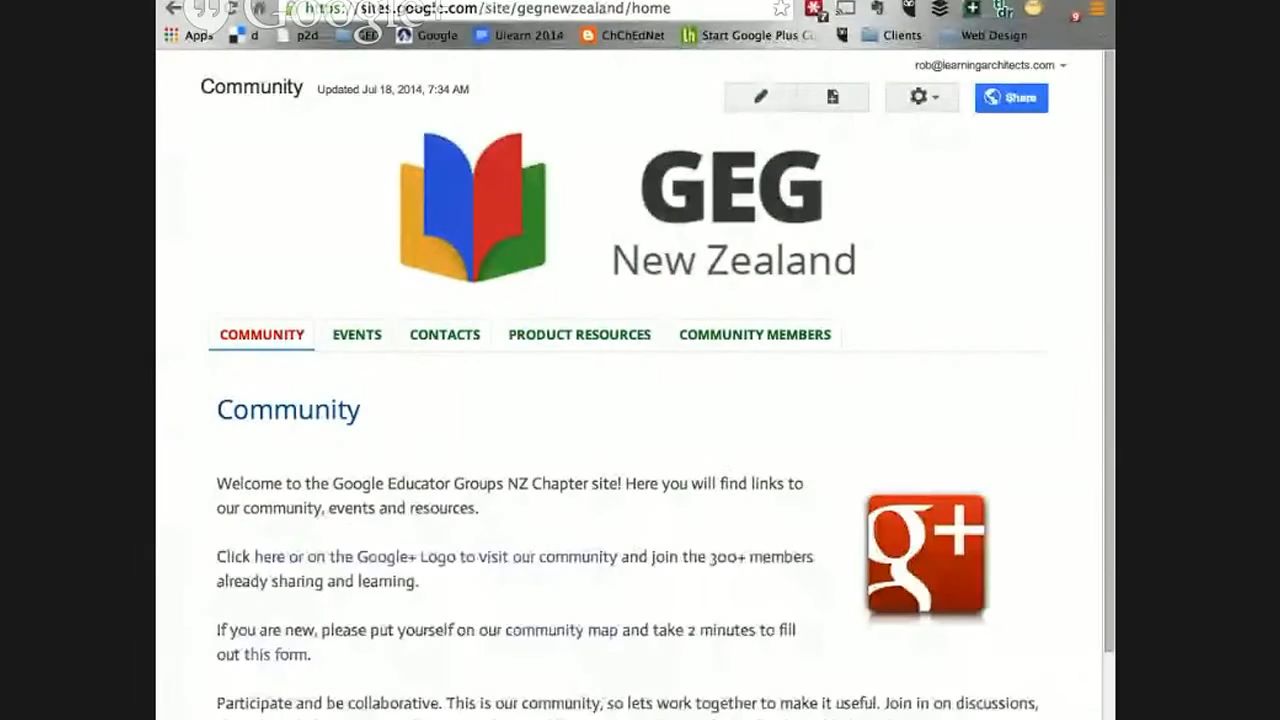 Google+
https://sites.google.com/site/gegnewzealand/home
7
9
Apps d p2d GEG Google Ulearn 2014 ChChEdNet Start Google Plus Clients Web Design
rob@learningarchitects.com
Community Updated Jul 18, 2014, 7:34 AM
Share
GEG
New Zealand
COMMUNITY EVENTS CONTACTS PRODUCT RESOURCES COMMUNITY MEMBERS
Community
Welcome to the Google Educator Groups NZ Chapter site! Here you will find links to
our community, events and resources.
g+
Click here or on the Google+ Logo to visit our community and join the 300+ members
already sharing and learning.
If you are new, please put yourself on our community map and take 2 minutes to fill
out this form.
Participate and be collaborative. This is our community, so lets work together to make it useful. Join in on discussions,